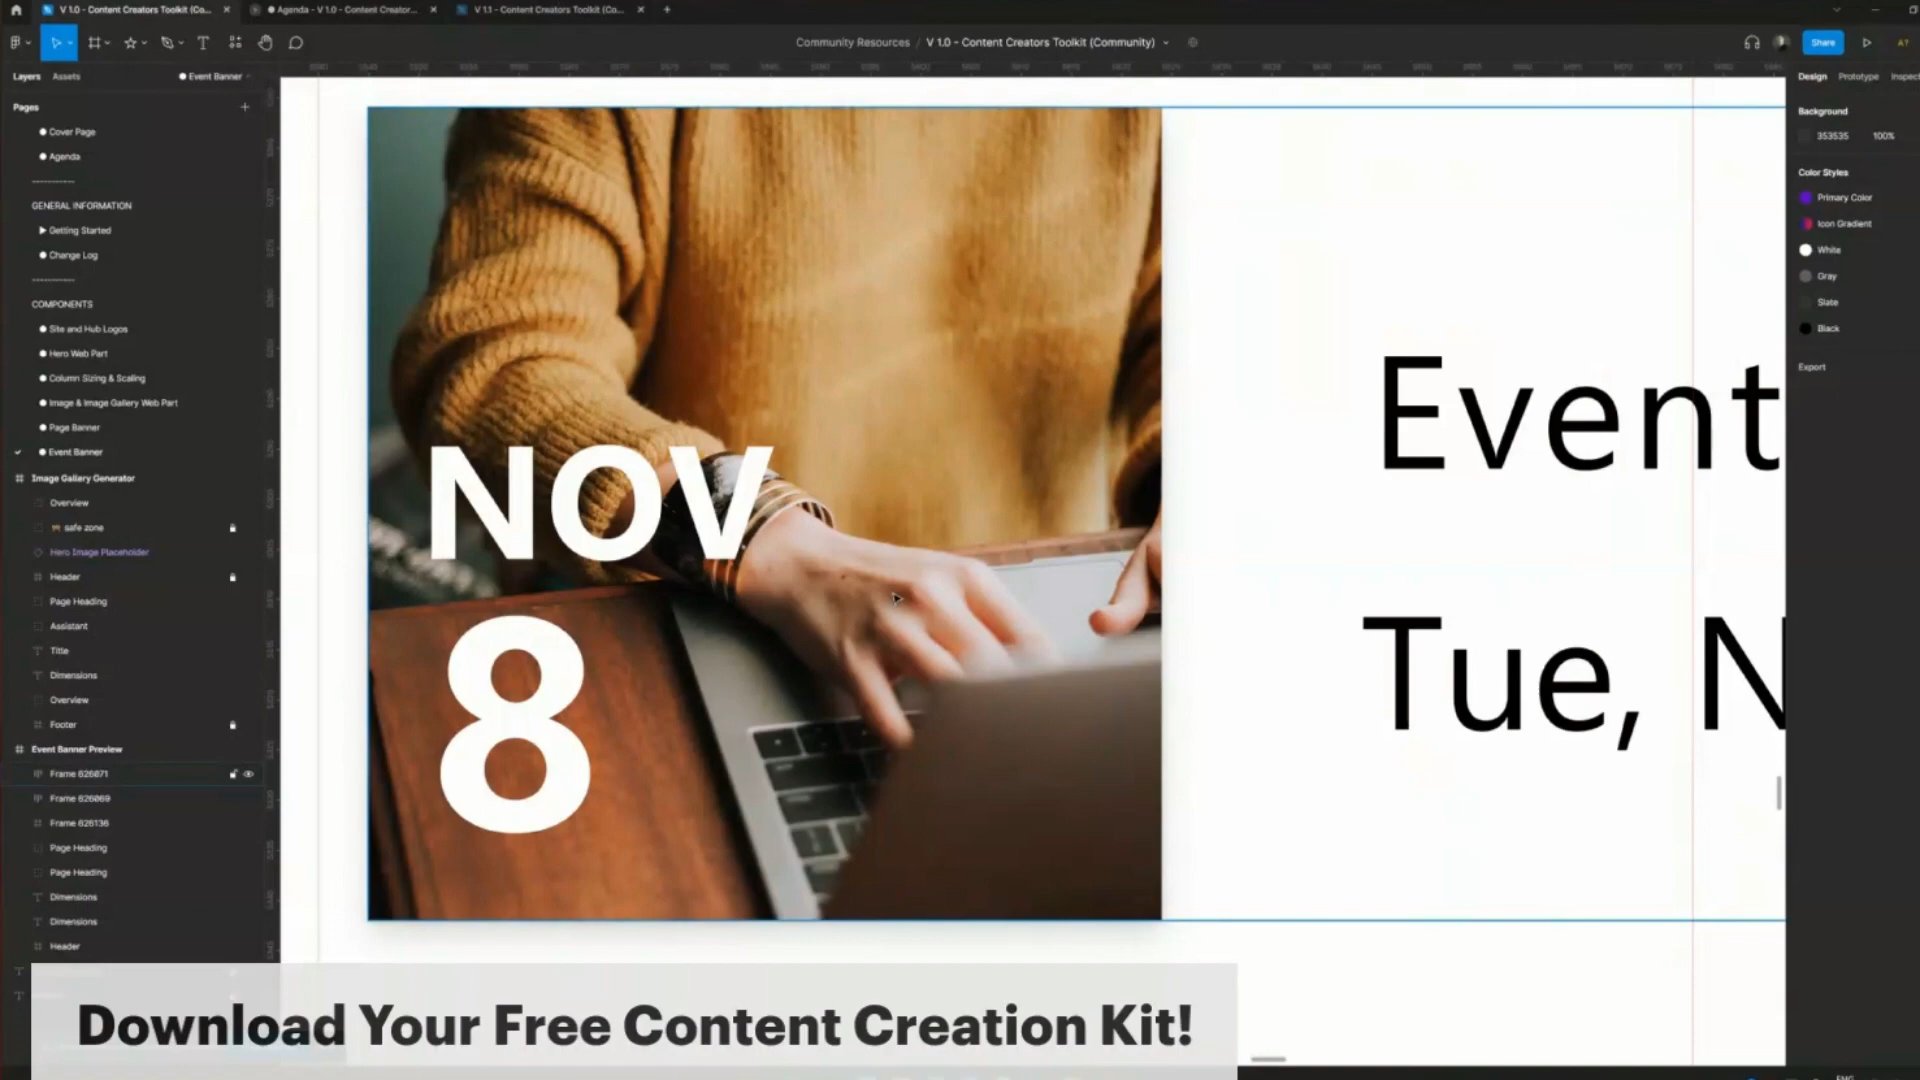 V 1.0 - Content Creators Toolkit (Co...
Agenda - V 1.0 - Content Creator...
V 1.1 - Content Creators Toolkit (Co...
Community Resources / V 1.0 - Content Creators Toolkit (Community)
Share
A?
Layers
Assets
Event Banner
Design
Prototype
Inspect
Pages
Cover Page
Agenda
-----------
GENERAL INFORMATION
Getting Started
Change Log
-----------
COMPONENTS
Site and Hub Logos
Hero Web Part
Column Sizing & Scaling
Image & Image Gallery Web Part
Page Banner
Event Banner
Image Gallery Generator
Overview
safe zone
Hero Image Placeholder
Header
Page Heading
Assistant
Title
Dimensions
Overview
Footer
Event Banner Preview
Frame 626071
Frame 626069
Frame 626136
Page Heading
Page Heading
Dimensions
Dimensions
Header
NOV
8
Event
Tue, N
Background
353535
100%
Color Styles
Primary Color
Icon Gradient
White
Gray
Slate
Black
Export
Download Your Free Content Creation Kit!
ENG